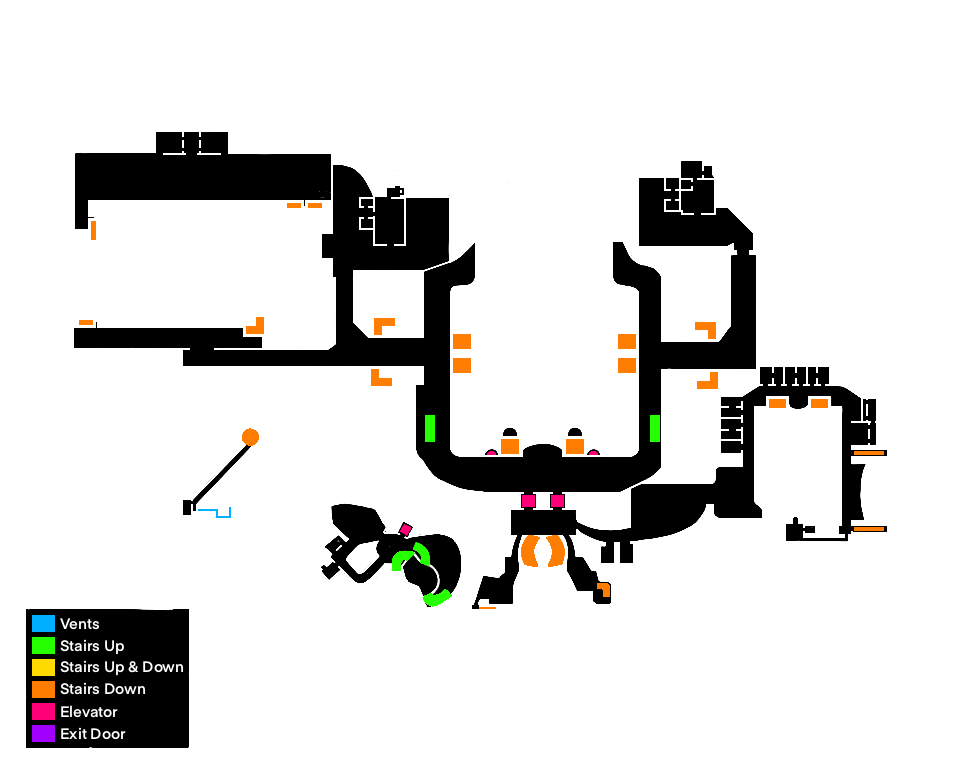 Vents
Stairs Up
Stairs Up & Down
Stairs Down
Elevator
Exit Door